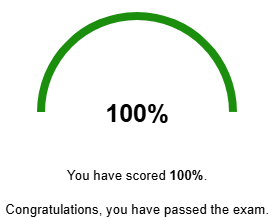 100%
You have scored 100%.
Congratulations, you have passed the exam.